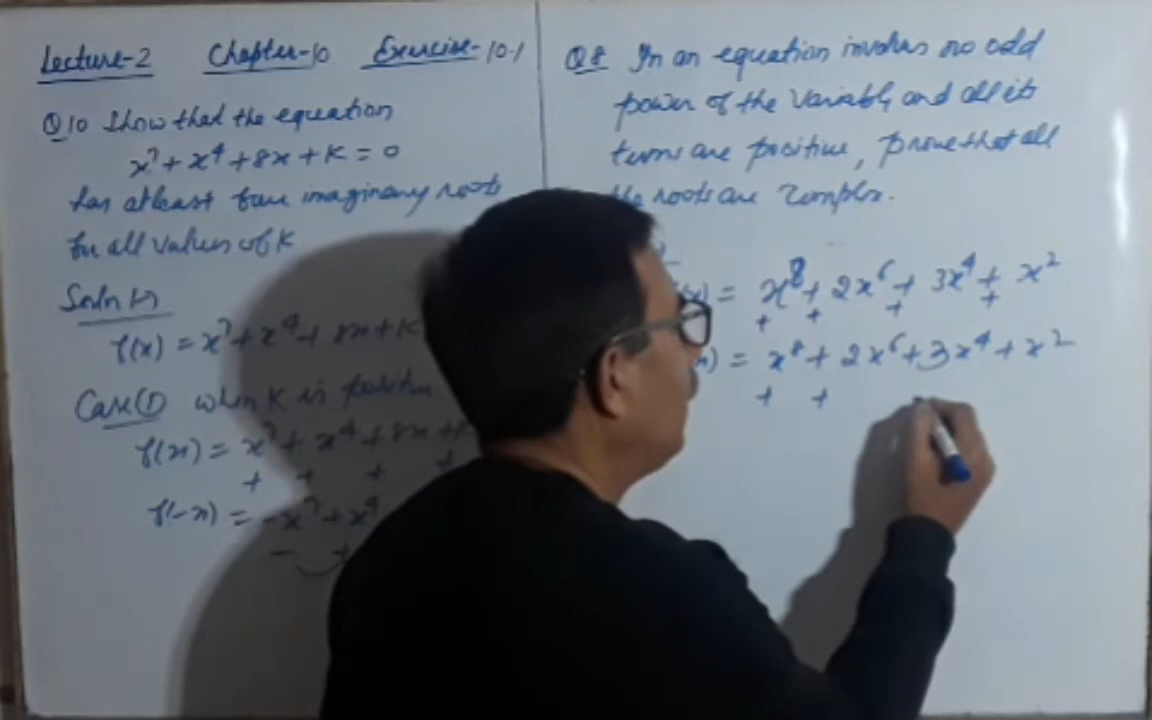 Lecture-2 Chapter-10 Exercise-10.1
Q10 Show that the equation
x⁷ + x⁴ + 8x + K = 0
has atleast four imaginary roots
for all values of K
Soln
f(x) = x⁷ + x⁴ + 8x + K
Case(1) when K is positive
f(x) = x⁷ + x⁴ + 8x +
+ + + +
f(-x) = -x⁷ + x⁴
- +
Q8 In an equation involves no odd
power of the variable, and all its
terms are positive, prove that all
the roots are complex.
= x⁸ + 2x⁶ + 3x⁴ + x²
+ + + +
) = x⁸ + 2x⁶ + 3x⁴ + x²
+ +